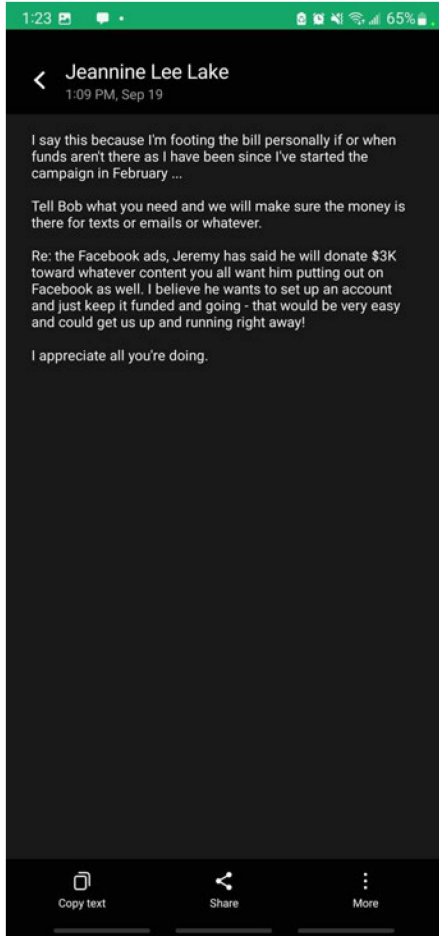 1:23
65%
Jeannine Lee Lake
1:09 PM, Sep 19
I say this because I'm footing the bill personally if or when
funds aren't there as I have been since I've started the
campaign in February ...
Tell Bob what you need and we will make sure the money is
there for texts or emails or whatever.
Re: the Facebook ads, Jeremy has said he will donate $3K
toward whatever content you all want him putting out on
Facebook as well. I believe he wants to set up an account
and just keep it funded and going - that would be very easy
and could get us up and running right away!
I appreciate all you're doing.
Copy text
Share
More